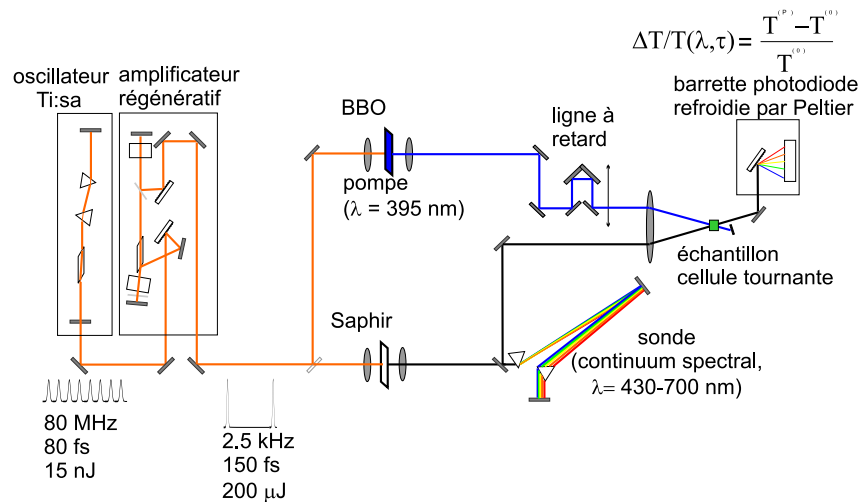 oscillateur
Ti:sa
amplificateur
régénératif
BBO
pompe
(λ = 395 nm)
ligne à
retard
ΔT/T(λ,τ) = T⁽ᴾ⁾ – T⁽⁰⁾
T⁽⁰⁾
barrette photodiode
refroidie par Peltier
échantillon
cellule tournante
Saphir
sonde
(continuum spectral,
λ= 430-700 nm)
80 MHz
80 fs
15 nJ
2.5 kHz
150 fs
200 μJ